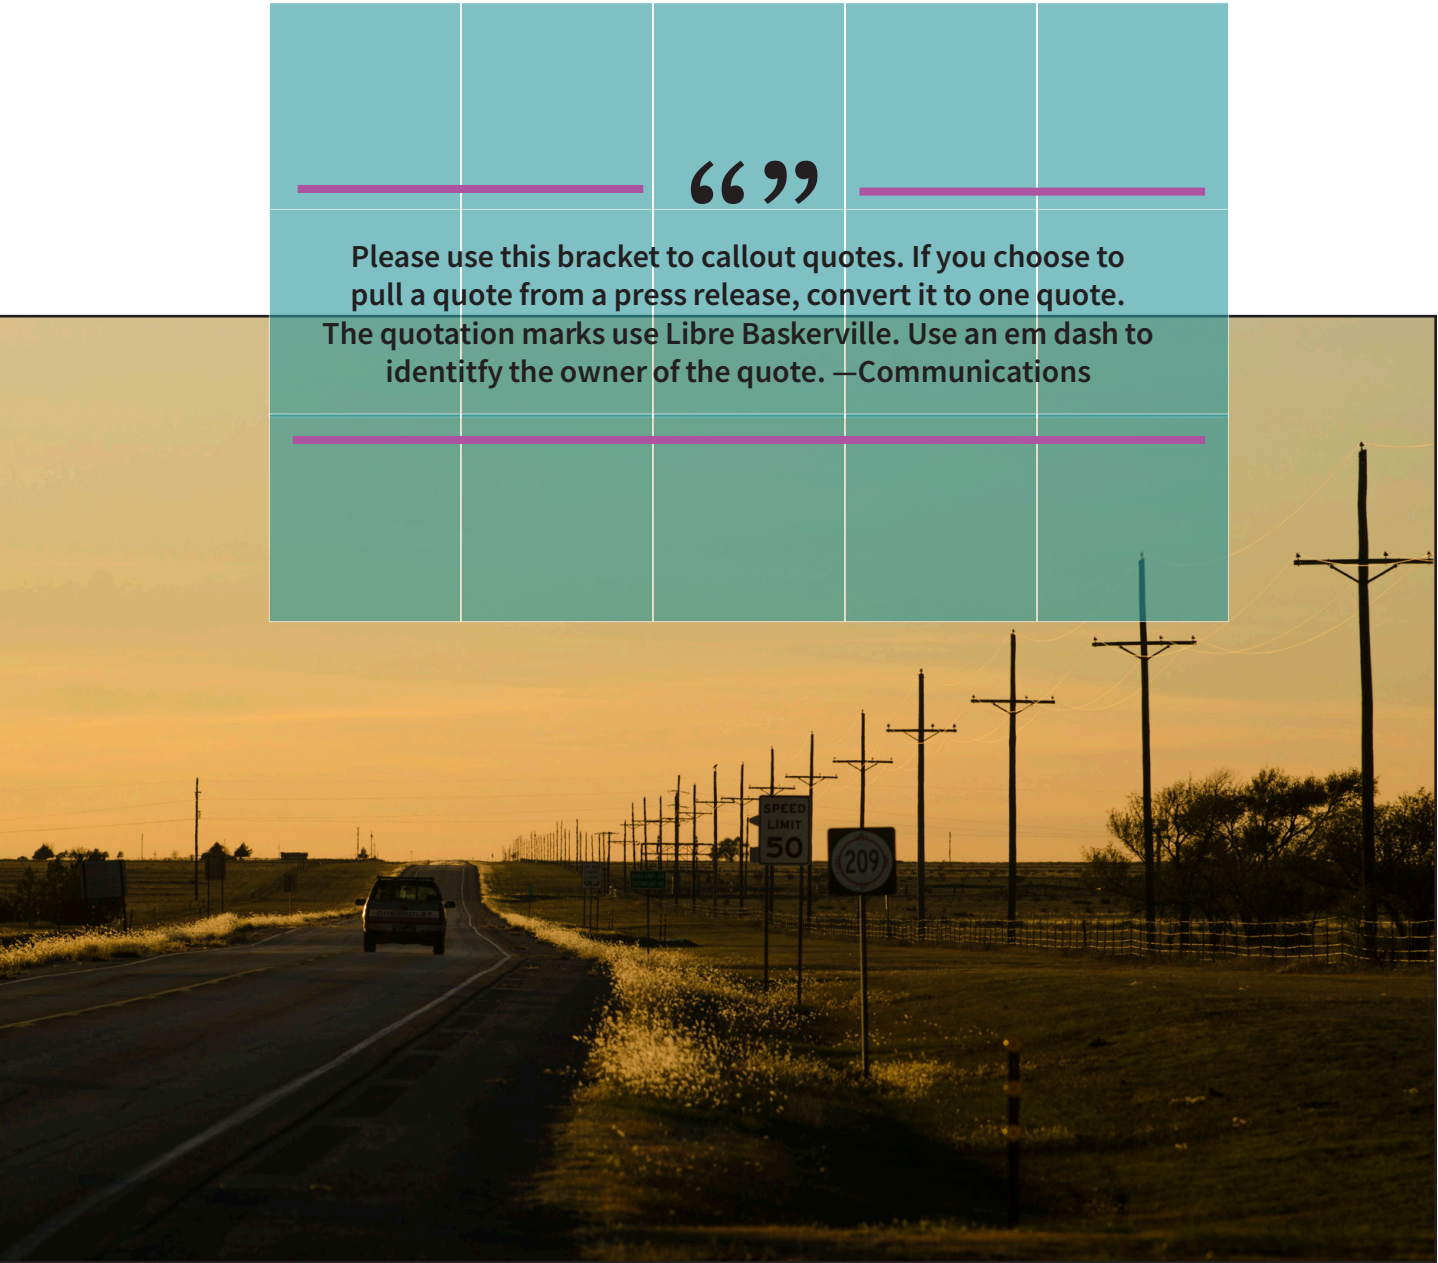 “ ”
Please use this bracket to callout quotes. If you choose to
pull a quote from a press release, convert it to one quote.
The quotation marks use Libre Baskerville. Use an em dash to
identitfy the owner of the quote. —Communications
SPEED
LIMIT
50
209
CHEVROLET